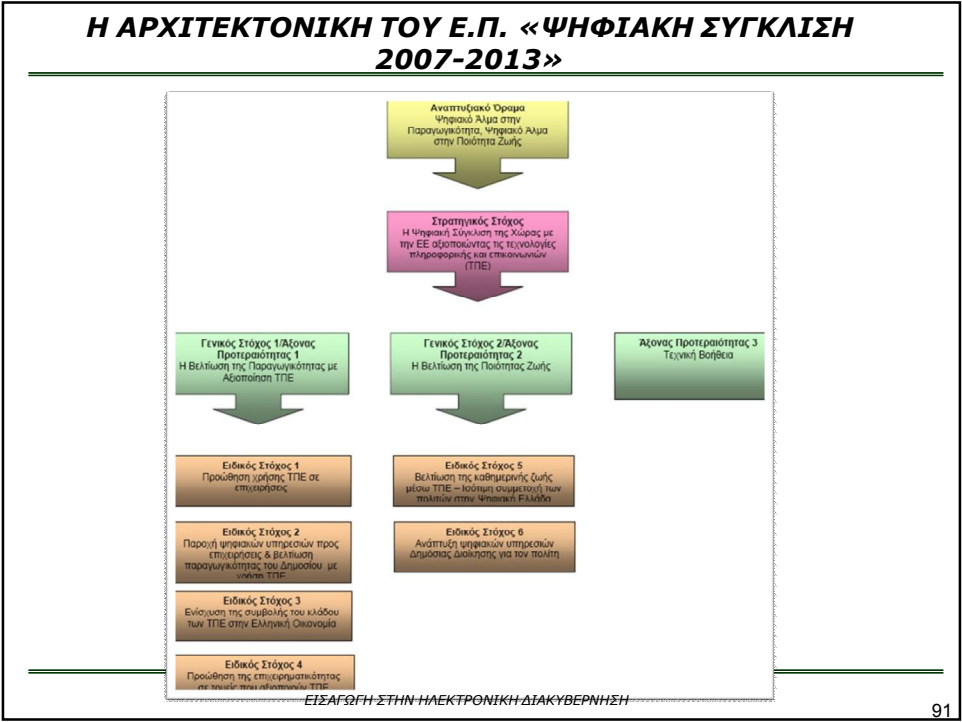 Η ΑΡΧΙΤΕΚΤΟΝΙΚΗ ΤΟΥ Ε.Π. «ΨΗΦΙΑΚΗ ΣΥΓΚΛΙΣΗ
2007-2013»
Αναπτυξιακό Όραμα
Ψηφιακό Άλμα στην
Παραγωγικότητα, Ψηφιακό Άλμα
στην Ποιότητα Ζωής
Στρατηγικός Στόχος
Η Ψηφιακή Σύγκλιση της Χώρας με
την ΕΕ αξιοποιώντας τις τεχνολογίες
πληροφορικής και επικοινωνιών
(ΤΠΕ)
Γενικός Στόχος 1/Άξονας
Προτεραιότητας 1
Η Βελτίωση της Παραγωγικότητας με
Αξιοποίηση ΤΠΕ
Γενικός Στόχος 2/Άξονας
Προτεραιότητας 2
Η Βελτίωση της Ποιότητας Ζωής
Άξονας Προτεραιότητας 3
Τεχνική Βοήθεια
Ειδικός Στόχος 1
Προώθηση χρήσης ΤΠΕ σε
επιχειρήσεις
Ειδικός Στόχος 2
Παροχή ψηφιακών υπηρεσιών προς
επιχειρήσεις & βελτίωση
παραγωγικότητας του Δημοσίου με
χρήση ΤΠΕ
Ειδικός Στόχος 3
Ενίσχυση της συμβολής του κλάδου
των ΤΠΕ στην Ελληνική Οικονομία
Ειδικός Στόχος 4
Προώθηση της επιχειρηματικότητας
σε τομείς που αξιοποιούν ΤΠΕ
Ειδικός Στόχος 5
Βελτίωση της καθημερινής ζωής
μέσω ΤΠΕ – Ισότιμη συμμετοχή των
πολιτών στην Ψηφιακή Ελλάδα
Ειδικός Στόχος 6
Ανάπτυξη ψηφιακών υπηρεσιών
Δημόσιας Διοίκησης για τον πολίτη
ΕΙΣΑΓΩΓΗ ΣΤΗΝ ΗΛΕΚΤΡΟΝΙΚΗ ΔΙΑΚΥΒΕΡΝΗΣΗ
91